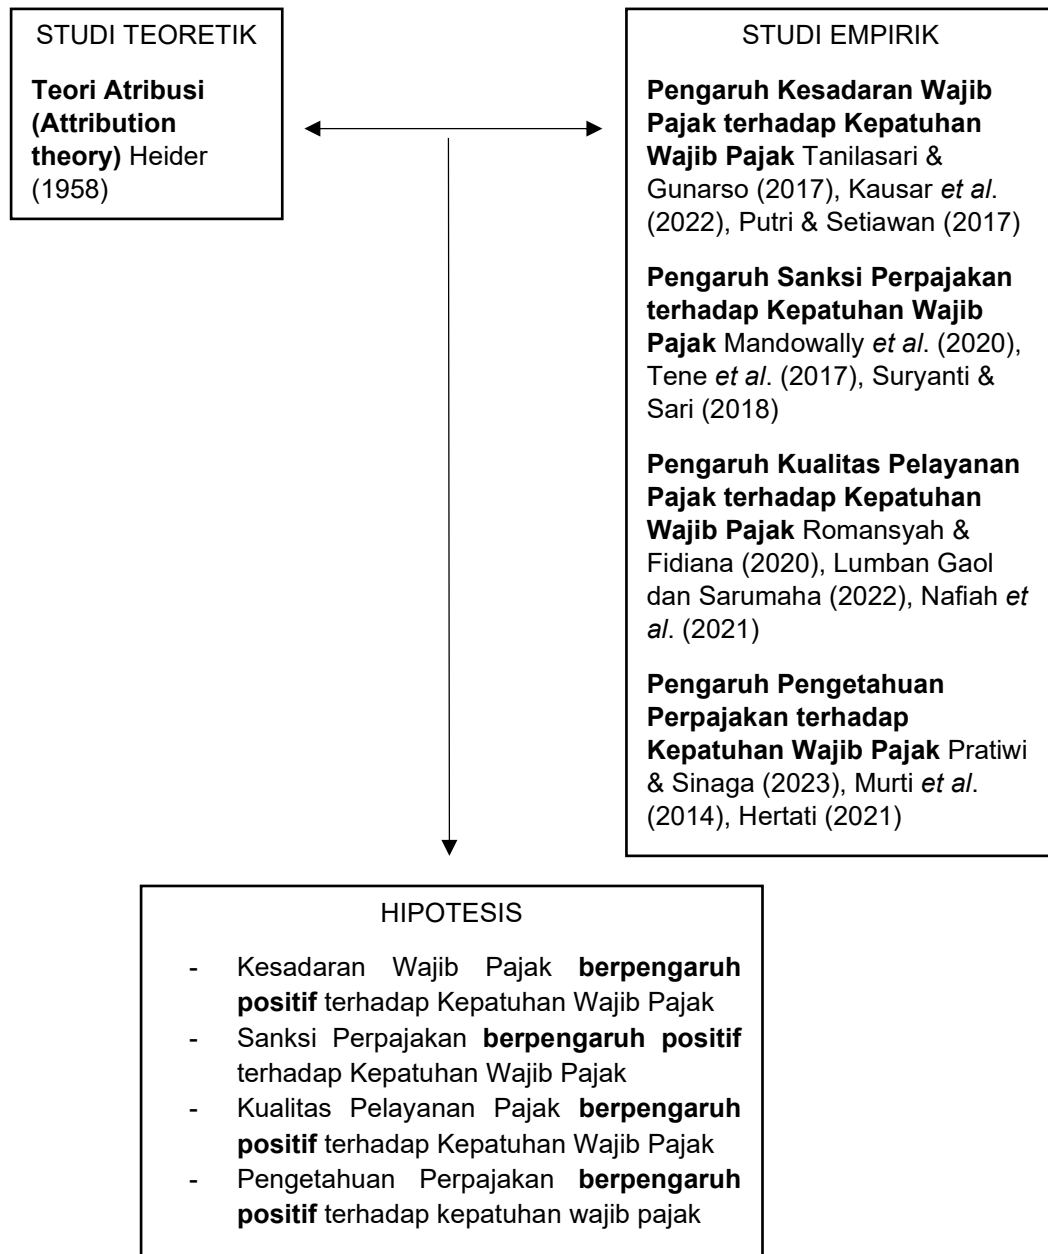 STUDI TEORETIK
Teori Atribusi
(Attribution
theory) Heider
(1958)
STUDI EMPIRIK
Pengaruh Kesadaran Wajib
Pajak terhadap Kepatuhan
Wajib Pajak Tanilasari &
Gunarso (2017), Kausar et al.
(2022), Putri & Setiawan (2017)
Pengaruh Sanksi Perpajakan
terhadap Kepatuhan Wajib
Pajak Mandowally et al. (2020),
Tene et al. (2017), Suryanti &
Sari (2018)
Pengaruh Kualitas Pelayanan
Pajak terhadap Kepatuhan
Wajib Pajak Romansyah &
Fidiana (2020), Lumban Gaol
dan Sarumaha (2022), Nafiah et
al. (2021)
Pengaruh Pengetahuan
Perpajakan terhadap
Kepatuhan Wajib Pajak Pratiwi
& Sinaga (2023), Murti et al.
(2014), Hertati (2021)
HIPOTESIS
- Kesadaran Wajib Pajak berpengaruh
positif terhadap Kepatuhan Wajib Pajak
- Sanksi Perpajakan berpengaruh positif
terhadap Kepatuhan Wajib Pajak
- Kualitas Pelayanan Pajak berpengaruh
positif terhadap Kepatuhan Wajib Pajak
- Pengetahuan Perpajakan berpengaruh
positif terhadap kepatuhan wajib pajak